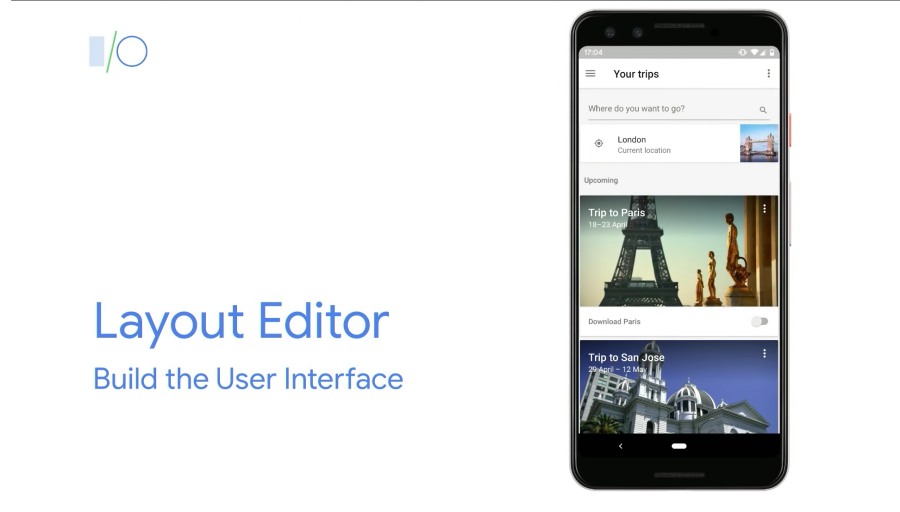 I/O
Layout Editor
Build the User Interface
17:04
Your trips
Where do you want to go?
London
Current location
Upcoming
Trip to Paris
18–23 April
Download Paris
Trip to San Jose
29 April – 12 May